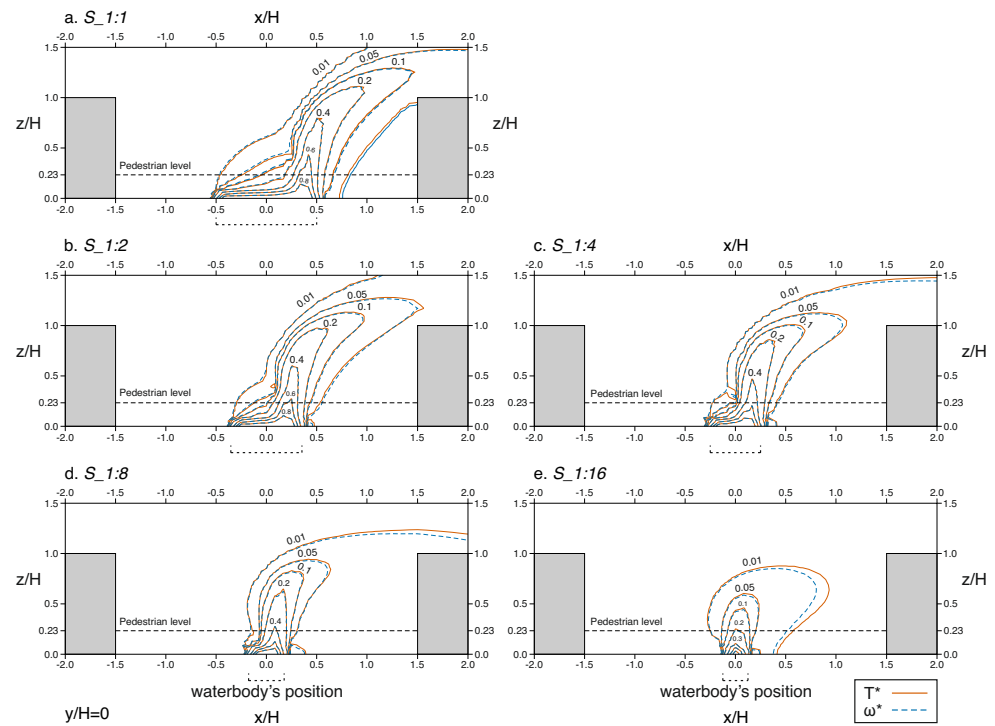 a. S_1:1
x/H
-2.0 -1.5 -1.0 -0.5 0.0 0.5 1.0 1.5 2.0
1.5 1.0 0.5 0.23 0.0
z/H
1.5 1.0 0.5 0.23 0.0
z/H
Pedestrian level
0.01 0.05 0.1 0.2 0.4 0.6 0.8
-2.0 -1.5 -1.0 -0.5 0.0 0.5 1.0 1.5 2.0
b. S_1:2
-2.0 -1.5 -1.0 -0.5 0.0 0.5 1.0 1.5 2.0
1.5 1.0 0.5 0.23 0.0
z/H
Pedestrian level
0.01 0.05 0.1 0.2 0.4 0.6 0.8
-2.0 -1.5 -1.0 -0.5 0.0 0.5 1.0 1.5 2.0
c. S_1:4
x/H
-2.0 -1.5 -1.0 -0.5 0.0 0.5 1.0 1.5 2.0
1.5 1.0 0.5 0.23 0.0
z/H
Pedestrian level
0.01 0.05 0.1 0.2 0.4
-2.0 -1.5 -1.0 -0.5 0.0 0.5 1.0 1.5 2.0
d. S_1:8
-2.0 -1.5 -1.0 -0.5 0.0 0.5 1.0 1.5 2.0
1.5 1.0 0.5 0.23 0.0
z/H
Pedestrian level
0.01 0.05 0.1 0.2 0.4
-2.0 -1.5 -1.0 -0.5 0.0 0.5 1.0 1.5 2.0
waterbody's position
y/H=0
x/H
e. S_1:16
-2.0 -1.5 -1.0 -0.5 0.0 0.5 1.0 1.5 2.0
1.5 1.0 0.5 0.23 0.0
z/H
Pedestrian level
0.01 0.05 0.1 0.2 0.3
-2.0 -1.5 -1.0 -0.5 0.0 0.5 1.0 1.5 2.0
waterbody's position
x/H
T*
ω*